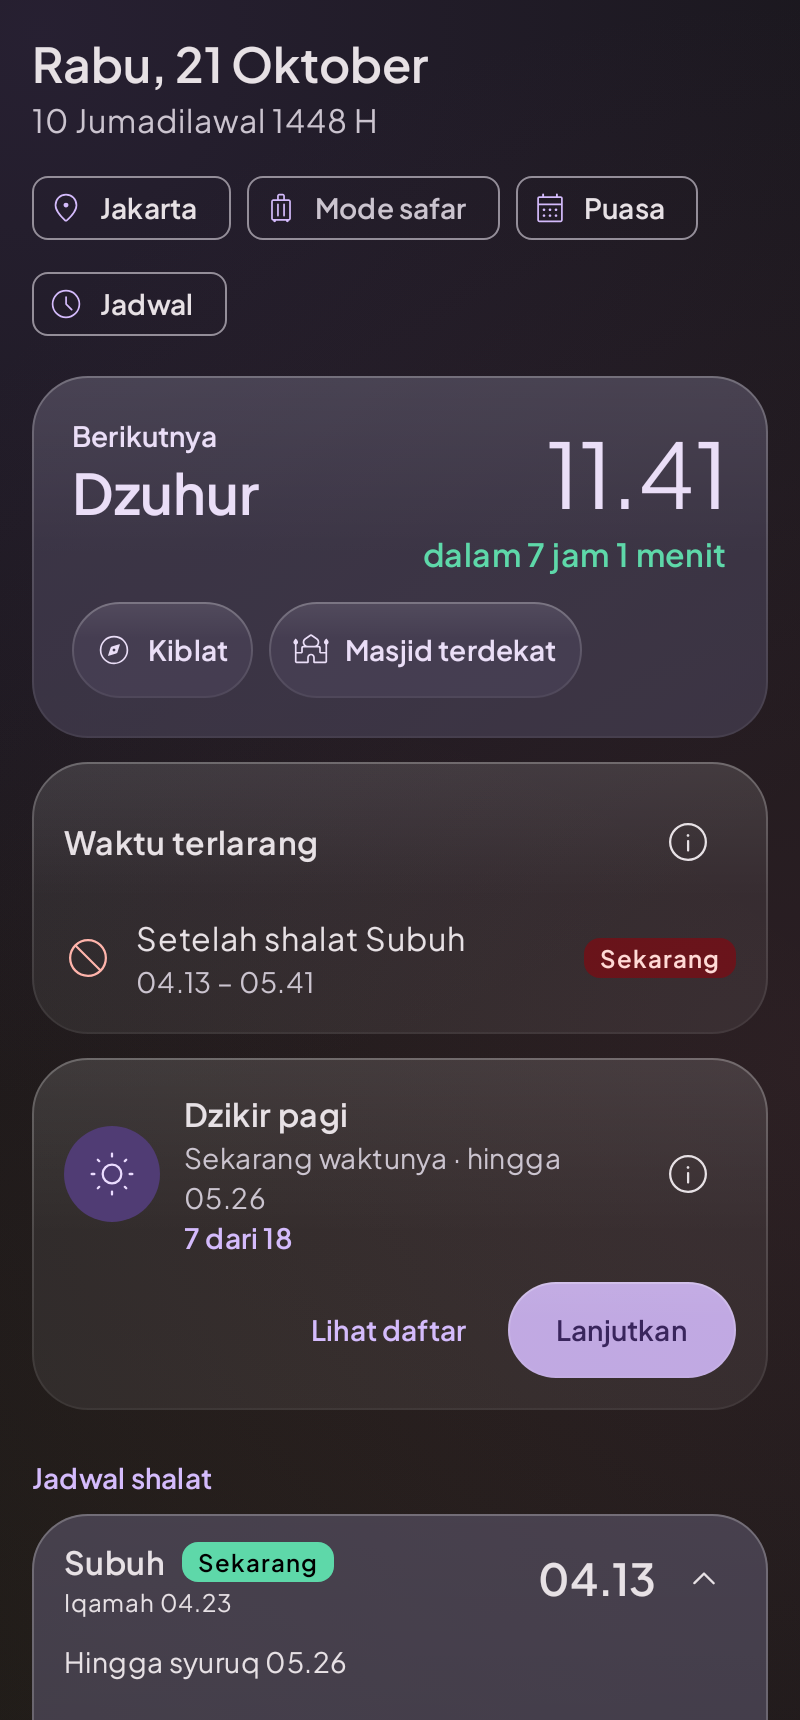 Rabu, 21 Oktober
10 Jumadilawal 1448 H
Jakarta
Mode safar
Puasa
Jadwal
Berikutnya
Dzuhur
11.41
dalam 7 jam 1 menit
Kiblat
Masjid terdekat
Waktu terlarang
Setelah shalat Subuh
04.13 – 05.41
Sekarang
Dzikir pagi
Sekarang waktunya · hingga
05.26
7 dari 18
Lihat daftar
Lanjutkan
Jadwal shalat
Subuh
Sekarang
04.13
Iqamah 04.23
Hingga syuruq 05.26